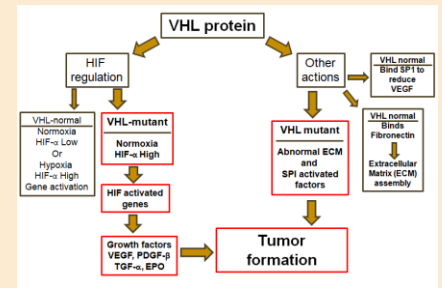 VHL protein
HIF
regulation
Other
actions
VHL normal
Bind SP1 to
reduce
VEGF
VHL-normal
Normoxia
HIF-α Low
Or
Hypoxia
HIF-α High
Gene activation
VHL-mutant
Normoxia
HIF-α High
VHL mutant
Abnormal ECM
and
SPI activated
factors
VHL normal
Binds
Fibronectin
Extracellular
Matrix (ECM)
assembly
HIF activated
genes
Growth factors
VEGF, PDGF-β
TGF-α, EPO
Tumor
formation